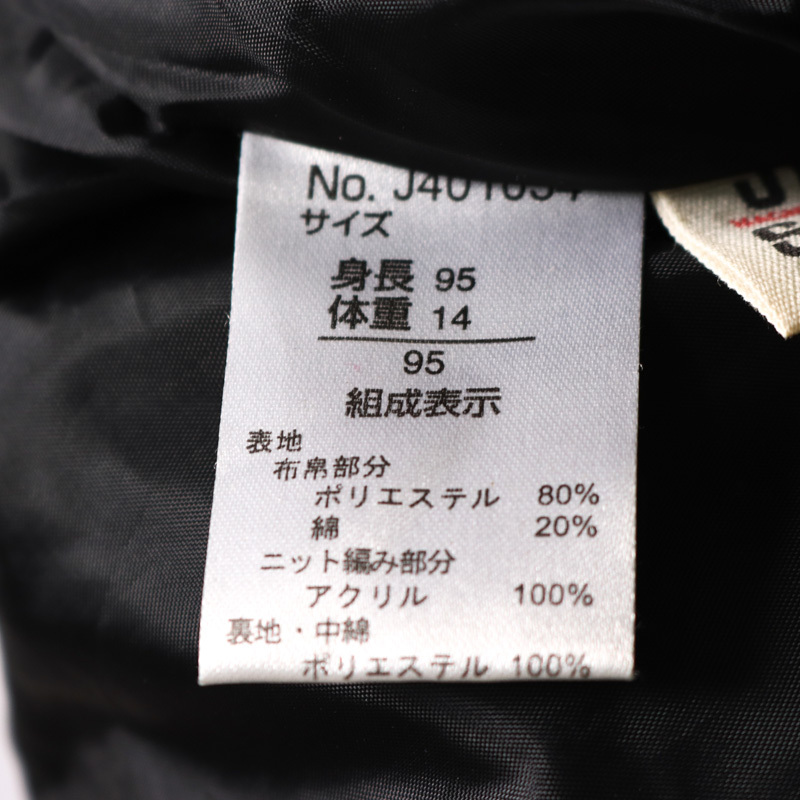 No.
サイズ
身長 95
体重 14
95
組成表示
表地
布帛部分
ポリエステル 80%
綿 20%
ニット編み部分
アクリル 100%
裏地・中綿
ポリエステル 100%